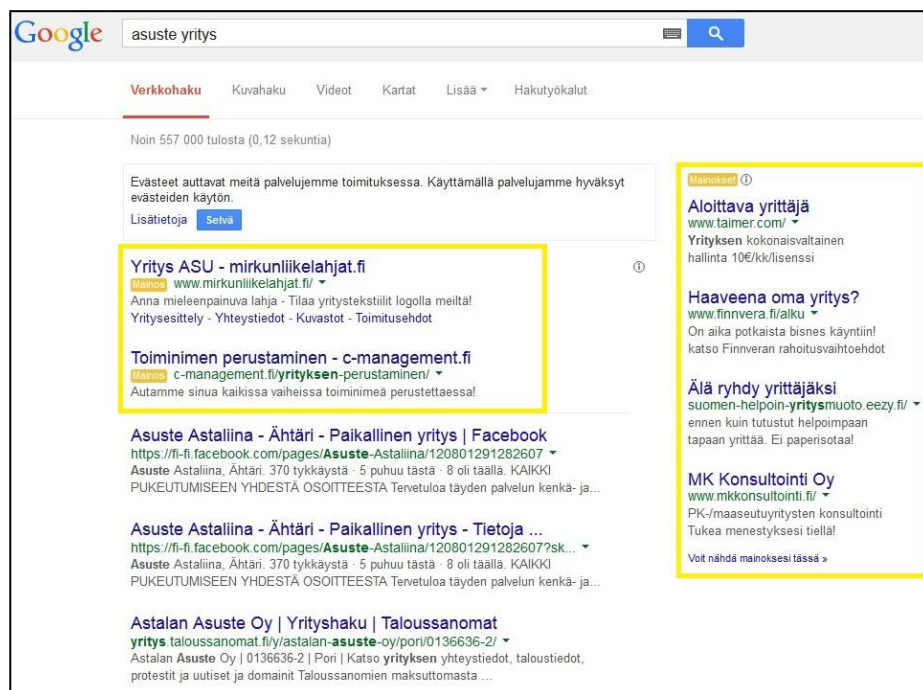 Google
asuste yritys
Verkkohaku Kuvahaku Videot Kartat Lisää Hakutyökalut
Noin 557 000 tulosta (0,12 sekuntia)
Evästeet auttavat meitä palvelujemme toimituksessa. Käyttämällä palvelujamme hyväksyt
evästeiden käytön.
Lisätietoja Selvä
Yritys ASU - mirkunliikelahjat.fi
Mainos www.mirkunliikelahjat.fi/
Anna mieleenpainuva lahja - Tilaa yritystekstiilit logolla meiltä!
Yritysesittely - Yhteystiedot - Kuvastot - Toimitusehdot
Toiminimen perustaminen - c-management.fi
Mainos c-management.fi/yrityksen-perustaminen/
Autamme sinua kaikissa vaiheissa toiminimeä perustettaessa!
Asuste Astaliina - Ähtäri - Paikallinen yritys | Facebook
https://fi-fi.facebook.com/pages/Asuste-Astaliina/120801291282607
Asuste Astaliina, Ähtäri. 370 tykkäystä · 5 puhuu tästä · 8 oli täällä. KAIKKI
PUKEUTUMISEEN YHDESTÄ OSOITTEESTA Tervetuloa täyden palvelun kenkä- ja...
Asuste Astaliina - Ähtäri - Paikallinen yritys - Tietoja ...
https://fi-fi.facebook.com/pages/Asuste-Astaliina/120801291282607?sk...
Asuste Astaliina, Ähtäri. 370 tykkäystä · 5 puhuu tästä · 8 oli täällä. KAIKKI
PUKEUTUMISEEN YHDESTÄ OSOITTEESTA Tervetuloa täyden palvelun kenkä- ja...
Astalan Asuste Oy | Yrityshaku | Taloussanomat
yritys.taloussanomat.fi/y/astalan-asuste-oy/pori/0136636-2/
Astalan Asuste Oy | 0136636-2 | Pori | Katso yrityksen yhteystiedot, taloustiedot,
protestit ja uutiset ja domainit Taloussanomien maksuttomasta ...
Mainokset
Aloittava yrittäjä
www.taimer.com/
Yrityksen kokonaisvaltainen
hallinta 10€/kk/lisenssi
Haaveena oma yritys?
www.finnvera.fi/alku
On aika potkaista bisnes käyntiin!
katso Finnveran rahoitusvaihtoehdot
Älä ryhdy yrittäjäksi
suomen-helpoin-yritysmuoto.eezy.fi/
ennen kuin tutustut helpoimpaan
tapaan yrittää. Ei paperisotaa!
MK Konsultointi Oy
www.mkkonsultointi.fi/
PK-/maaseutuyritysten konsultointi
Tukea menestyksesi tiellä!
Voit nähdä mainoksesi tässä »